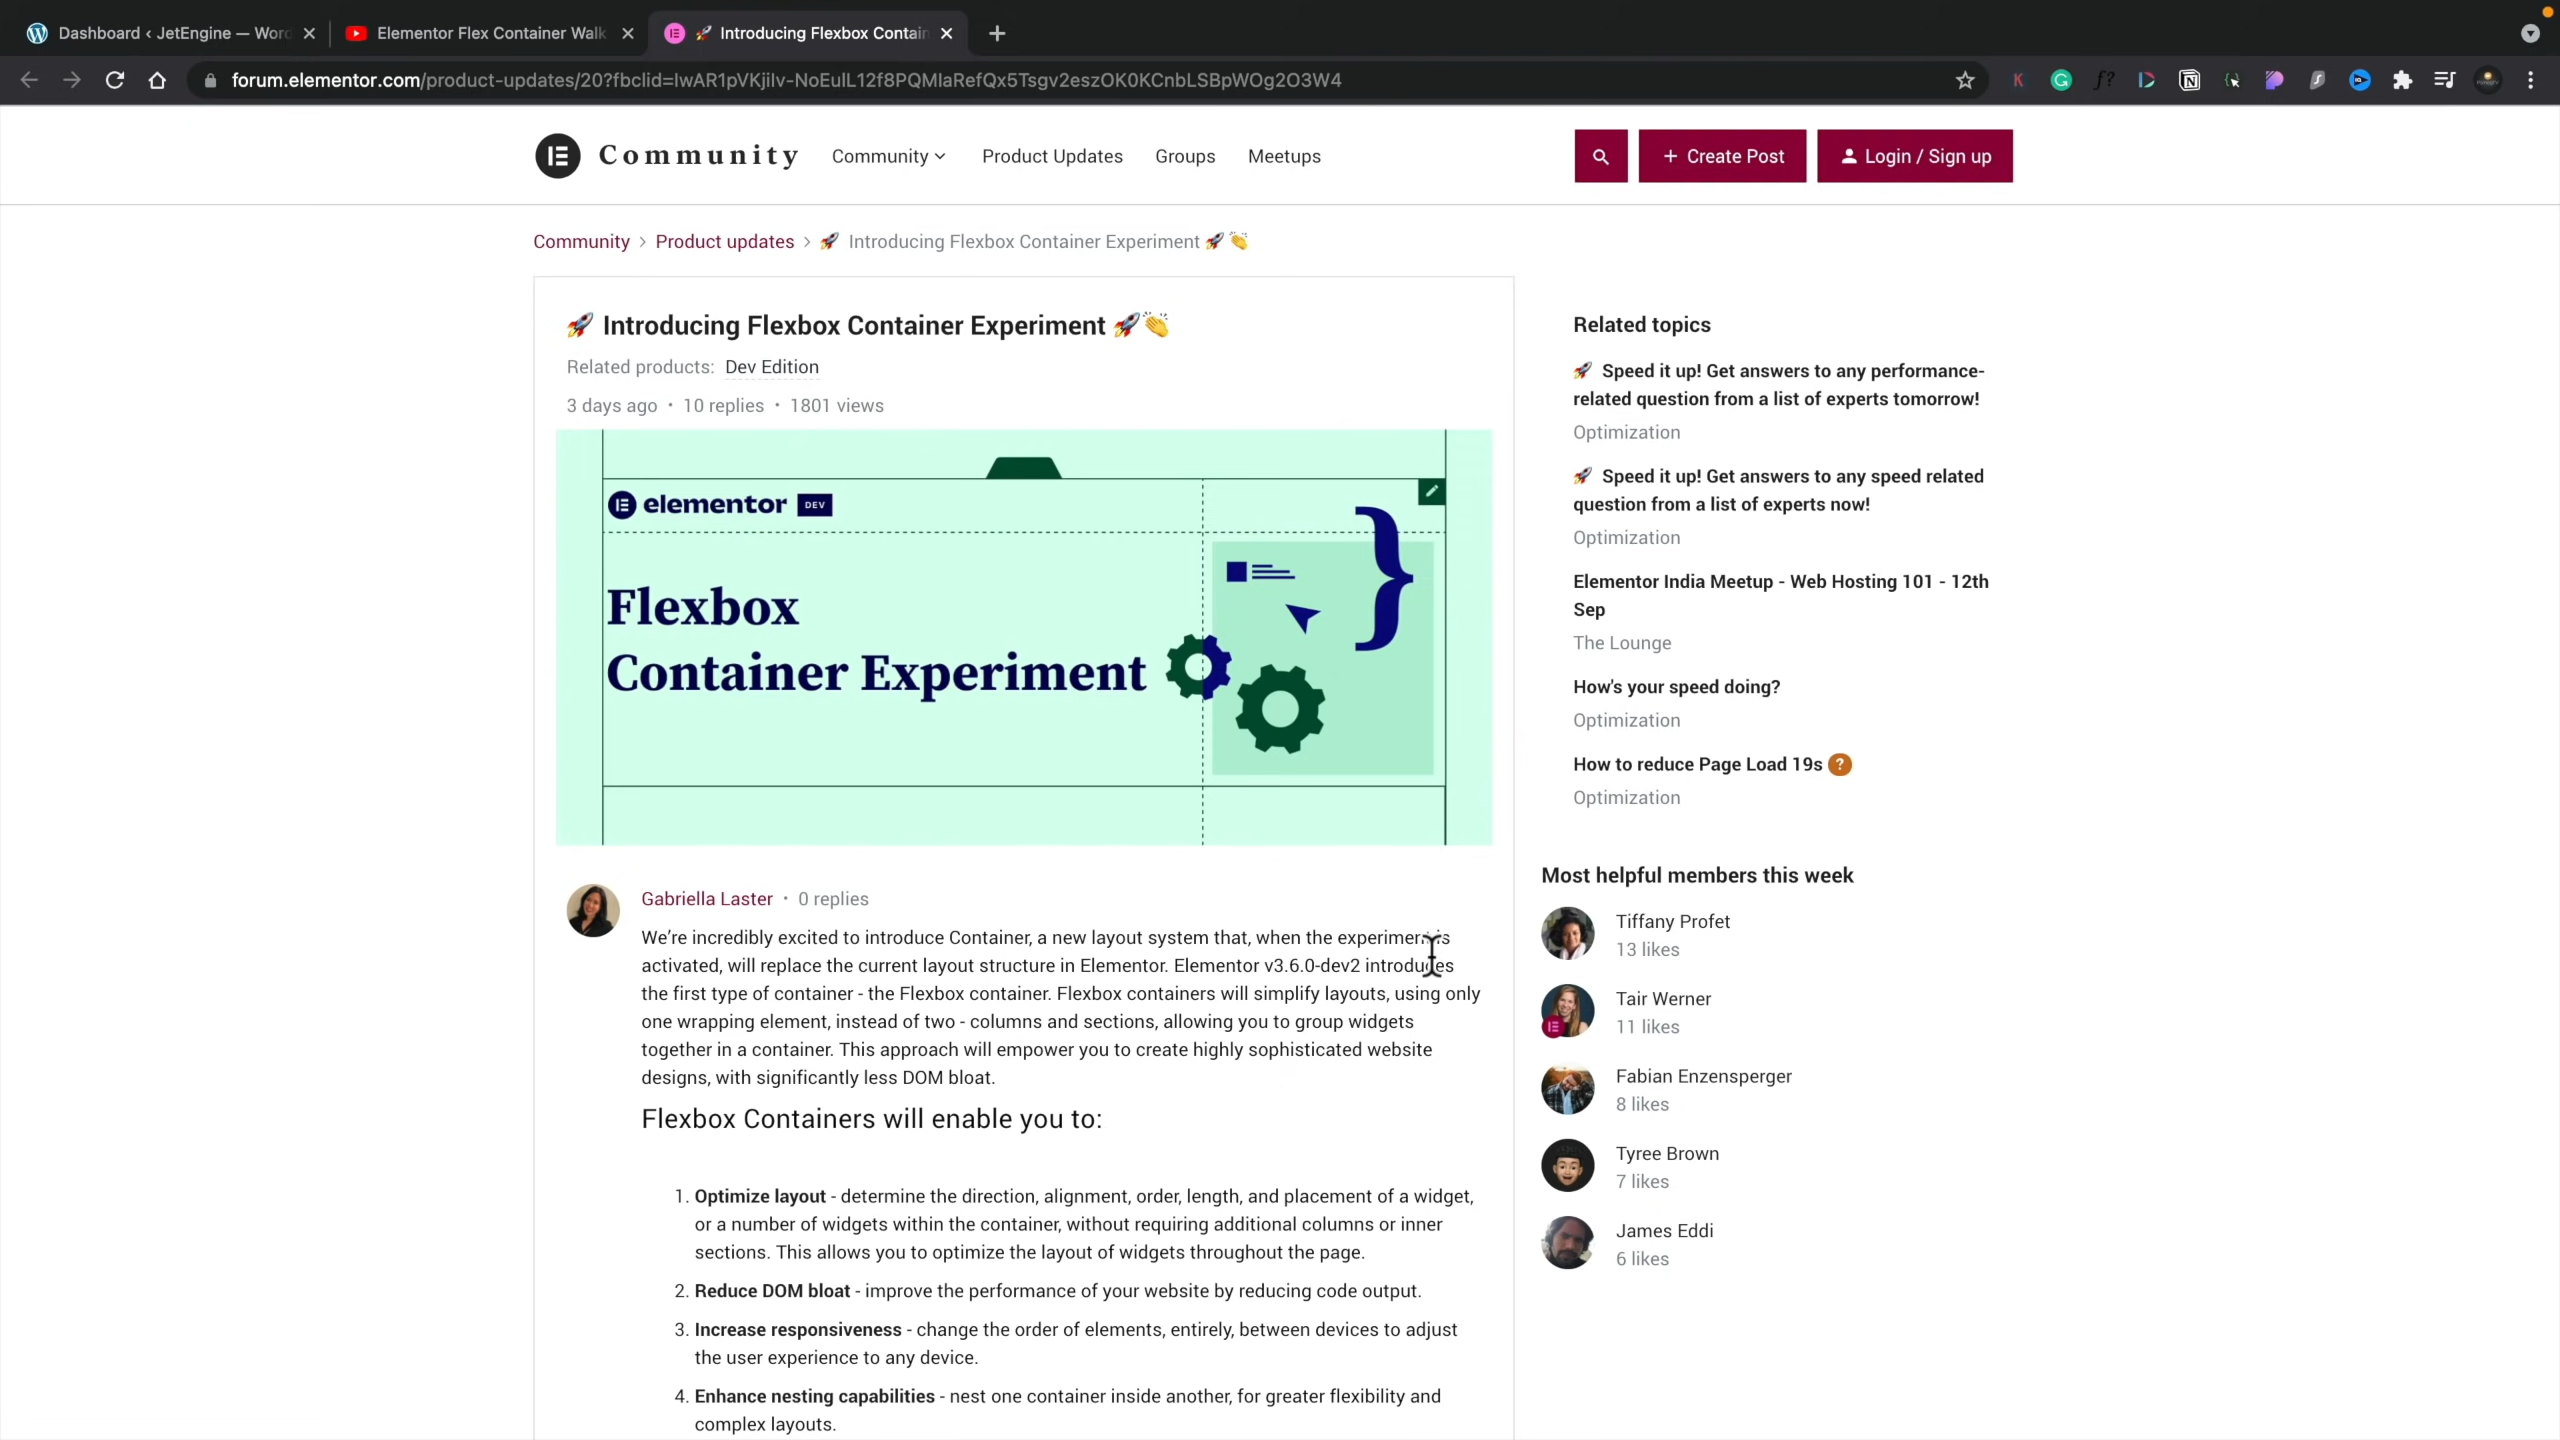 Dashboard ‹ JetEngine — Word
Elementor Flex Container Walk
🚀 Introducing Flexbox Contain
forum.elementor.com/product-updates/20?fbclid=IwAR1pVKjiIv-NoEuIL12f8PQMIaRefQx5Tsgv2eszOK0KCnbLSBpWOg2O3W4
Community
Community
Product Updates
Groups
Meetups
+ Create Post
Login / Sign up
Community > Product updates > 🚀 Introducing Flexbox Container Experiment 🚀👏
🚀 Introducing Flexbox Container Experiment 🚀👏
Related products: Dev Edition
3 days ago • 10 replies • 1801 views
elementor DEV
Flexbox
Container Experiment
Gabriella Laster • 0 replies
We’re incredibly excited to introduce Container, a new layout system that, when the experiment is
activated, will replace the current layout structure in Elementor. Elementor v3.6.0-dev2 introduces
the first type of container - the Flexbox container. Flexbox containers will simplify layouts, using only
one wrapping element, instead of two - columns and sections, allowing you to group widgets
together in a container. This approach will empower you to create highly sophisticated website
designs, with significantly less DOM bloat.
Flexbox Containers will enable you to:
1. Optimize layout - determine the direction, alignment, order, length, and placement of a widget,
or a number of widgets within the container, without requiring additional columns or inner
sections. This allows you to optimize the layout of widgets throughout the page.
2. Reduce DOM bloat - improve the performance of your website by reducing code output.
3. Increase responsiveness - change the order of elements, entirely, between devices to adjust
the user experience to any device.
4. Enhance nesting capabilities - nest one container inside another, for greater flexibility and
complex layouts.
Related topics
🚀 Speed it up! Get answers to any performance-
related question from a list of experts tomorrow!
Optimization
🚀 Speed it up! Get answers to any speed related
question from a list of experts now!
Optimization
Elementor India Meetup - Web Hosting 101 - 12th
Sep
The Lounge
How's your speed doing?
Optimization
How to reduce Page Load 19s ?
Optimization
Most helpful members this week
Tiffany Profet
13 likes
Tair Werner
11 likes
Fabian Enzensperger
8 likes
Tyree Brown
7 likes
James Eddi
6 likes